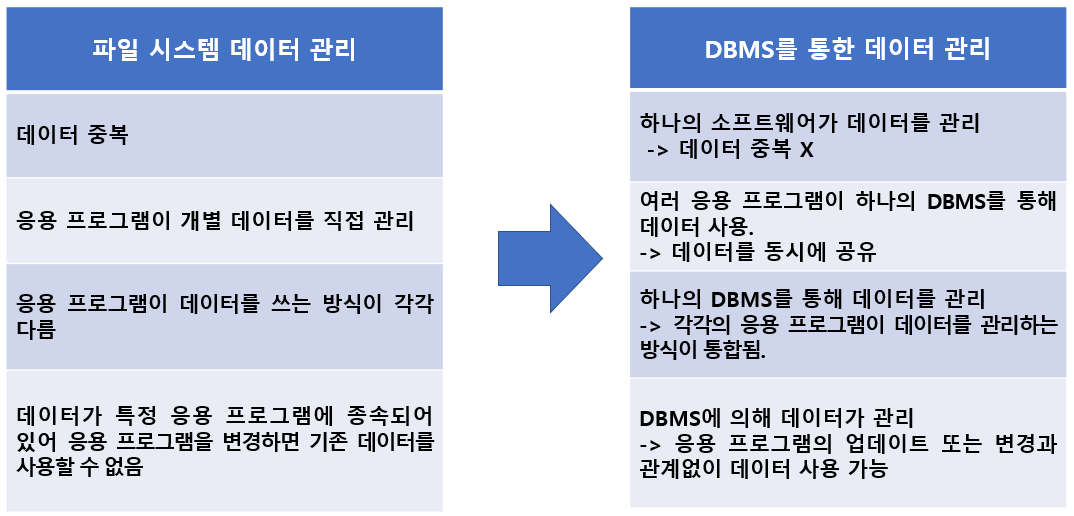 파일 시스템 데이터 관리
데이터 중복
응용 프로그램이 개별 데이터를 직접 관리
응용 프로그램이 데이터를 쓰는 방식이 각각
다름
데이터가 특정 응용 프로그램에 종속되어
있어 응용 프로그램을 변경하면 기존 데이터를
사용할 수 없음
DBMS를 통한 데이터 관리
하나의 소프트웨어가 데이터를 관리
-> 데이터 중복 X
여러 응용 프로그램이 하나의 DBMS를 통해
데이터 사용.
-> 데이터를 동시에 공유
하나의 DBMS를 통해 데이터를 관리
-> 각각의 응용 프로그램이 데이터를 관리하는
방식이 통합됨.
DBMS에 의해 데이터가 관리
-> 응용 프로그램의 업데이트 또는 변경과
관계없이 데이터 사용 가능